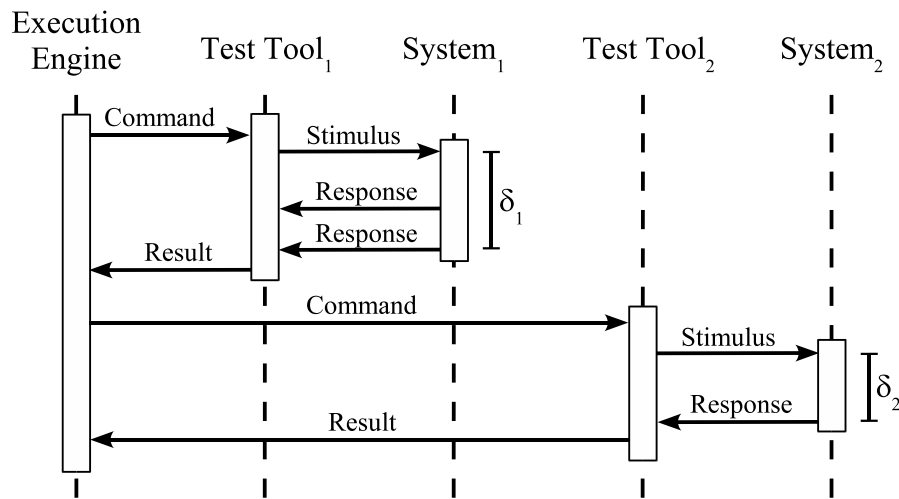 Execution
Engine
Test Tool₁
System₁
Test Tool₂
System₂
Command
Stimulus
Response
δ₁
Response
Result
Command
Stimulus
δ₂
Response
Result